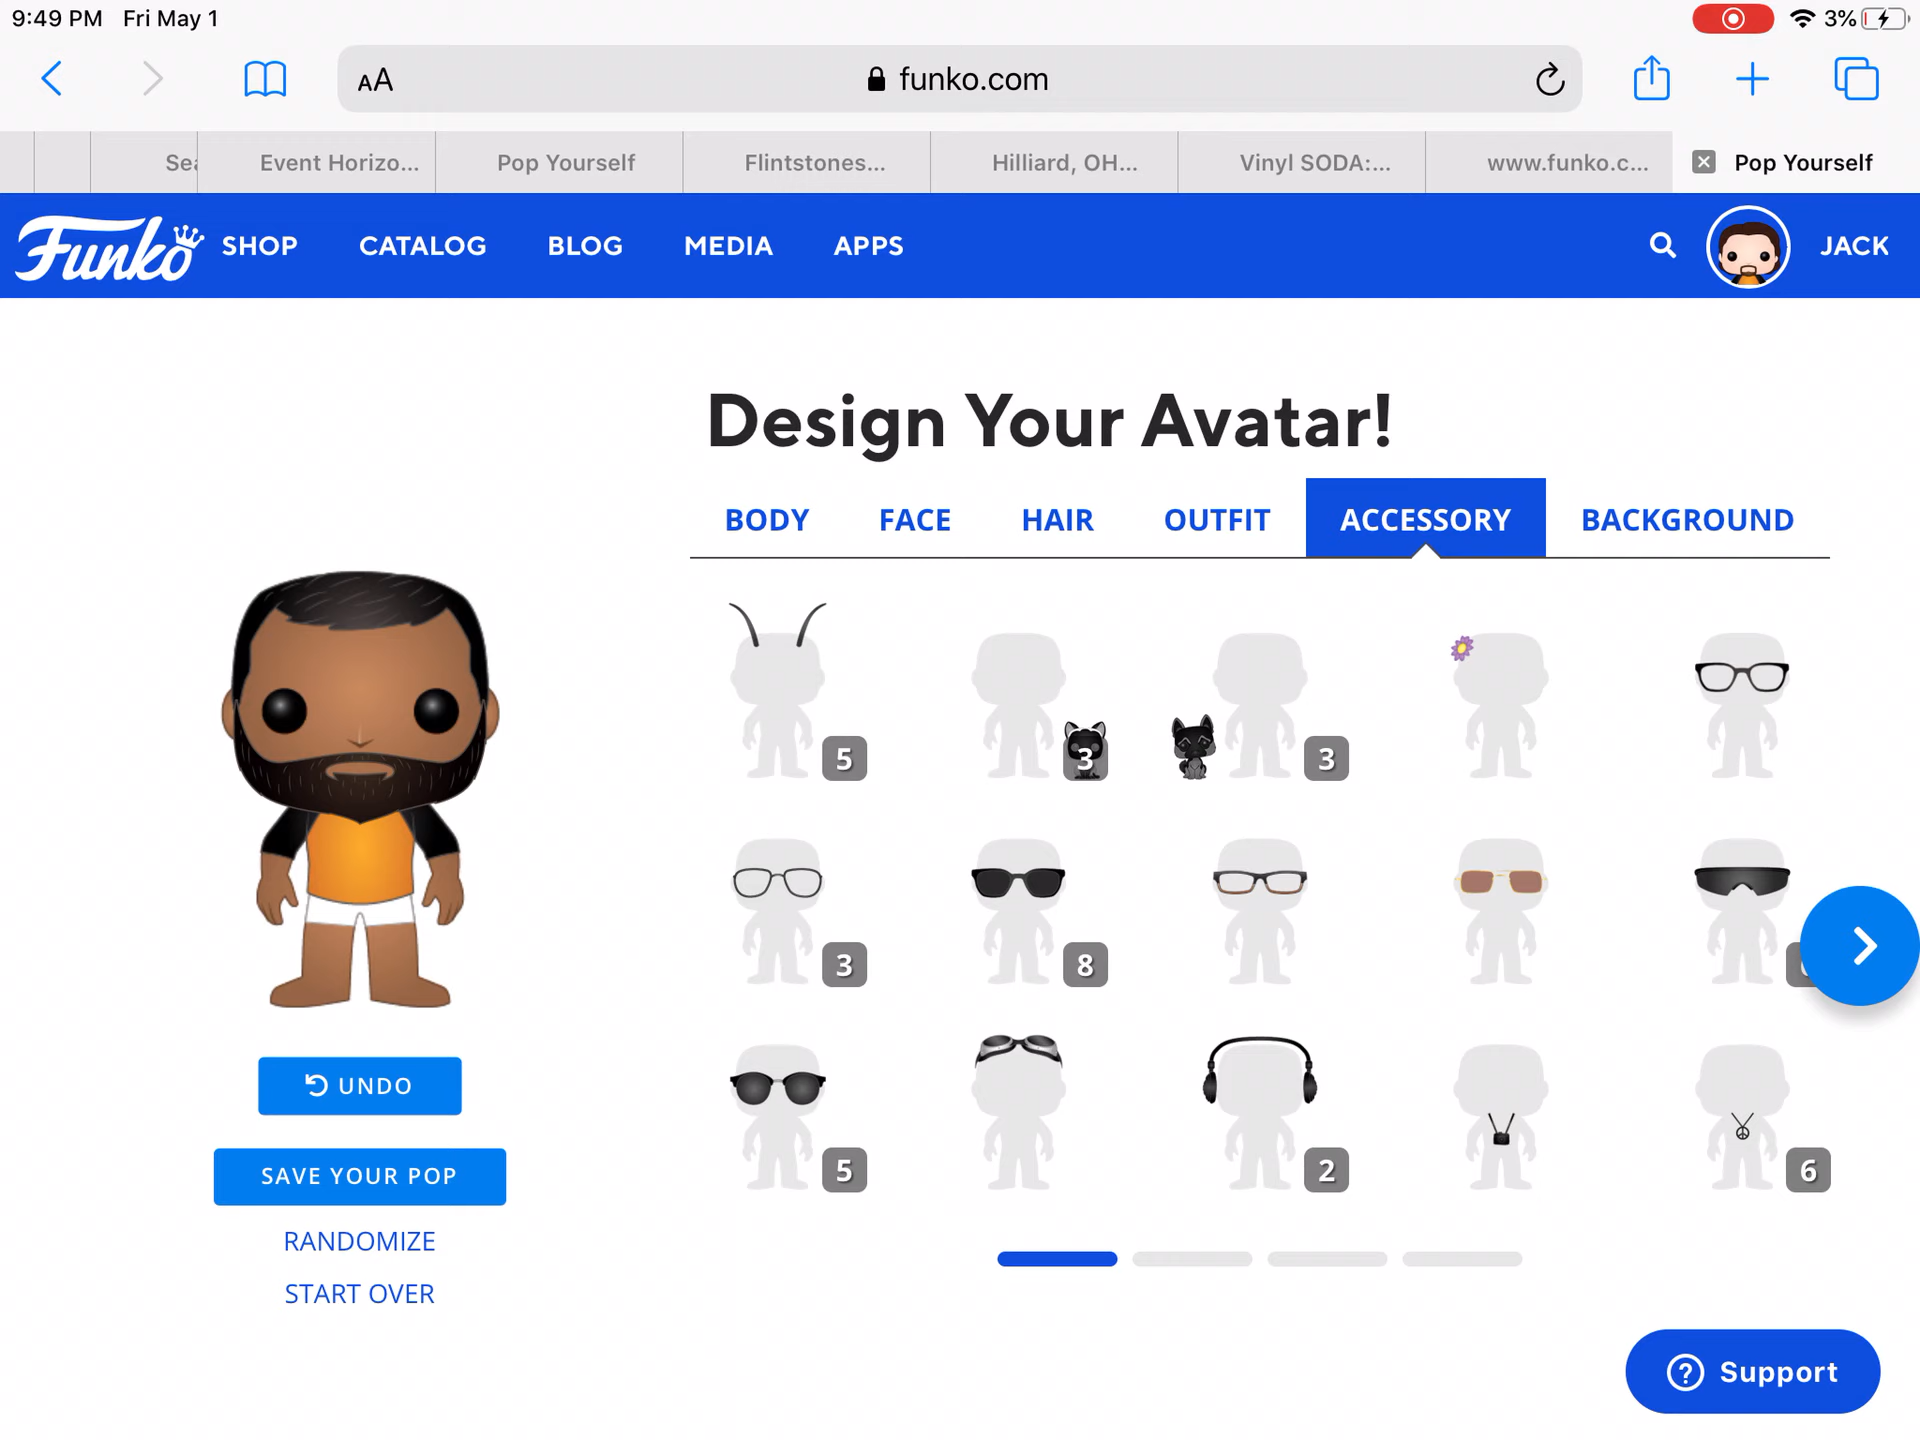 9:49 PM Fri May 1
3%
AA
funko.com
Event Horizo...
Pop Yourself
Flintstones...
Hilliard, OH...
Vinyl SODA:...
www.funko.c...
Pop Yourself
Funko
SHOP
CATALOG
BLOG
MEDIA
APPS
JACK
Design Your Avatar!
BODY
FACE
HAIR
OUTFIT
ACCESSORY
BACKGROUND
5
3
3
3
8
5
2
6
UNDO
SAVE YOUR POP
RANDOMIZE
START OVER
? Support